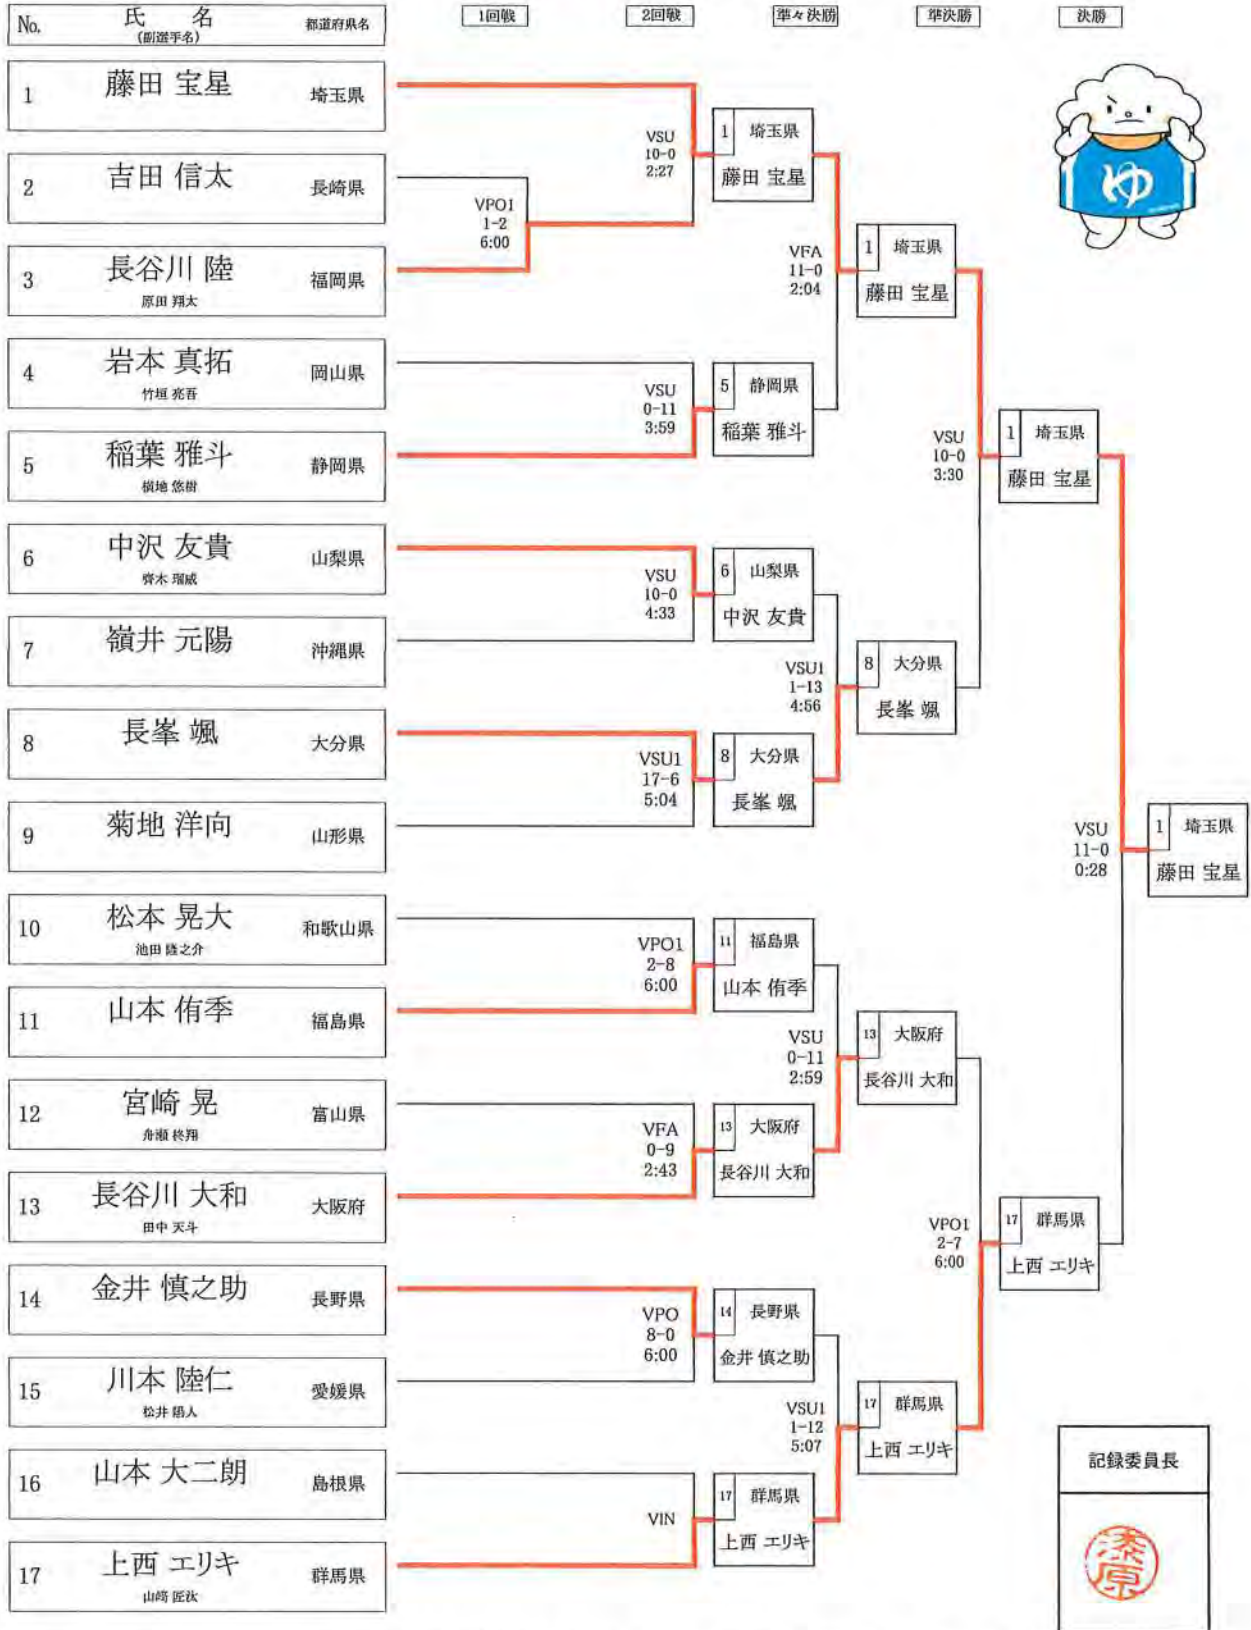 No. 氏 名 都道府県名 1回戦 2回戦 準々決勝 準決勝 決勝
(副選手名)
1 藤田 宝星 埼玉県
2 吉田 信太 長崎県
3 長谷川 陸 福岡県
原田 翔太
4 岩本 真拓 岡山県
竹垣 亮吾
5 稲葉 雅斗 静岡県
横地 悠樹
6 中沢 友貴 山梨県
齊木 瑠威
7 嶺井 元陽 沖縄県
8 長峯 颯 大分県
9 菊地 洋向 山形県
10 松本 晃大 和歌山県
池田 隆之介
11 山本 侑季 福島県
12 宮崎 晃 富山県
舟瀬 柊翔
13 長谷川 大和 大阪府
田中 天斗
14 金井 慎之助 長野県
15 川本 陸仁 愛媛県
松井 陽人
16 山本 大二朗 島根県
17 上西 エリキ 群馬県
山﨑 匠汰
VPO1
1-2
6:00
VSU
10-0
2:27
VSU
0-11
3:59
VSU
10-0
4:33
VSU1
17-6
5:04
VPO1
2-8
6:00
VFA
0-9
2:43
VPO
8-0
6:00
VIN
1 埼玉県
藤田 宝星
5 静岡県
稲葉 雅斗
6 山梨県
中沢 友貴
8 大分県
長峯 颯
11 福島県
山本 侑季
13 大阪府
長谷川 大和
14 長野県
金井 慎之助
17 群馬県
上西 エリキ
VFA
11-0
2:04
VSU1
1-13
4:56
VSU
0-11
2:59
VSU1
1-12
5:07
1 埼玉県
藤田 宝星
8 大分県
長峯 颯
13 大阪府
長谷川 大和
17 群馬県
上西 エリキ
VSU
10-0
3:30
VPO1
2-7
6:00
1 埼玉県
藤田 宝星
17 群馬県
上西 エリキ
VSU
11-0
0:28
1 埼玉県
藤田 宝星
ゆ
記録委員長
漆原